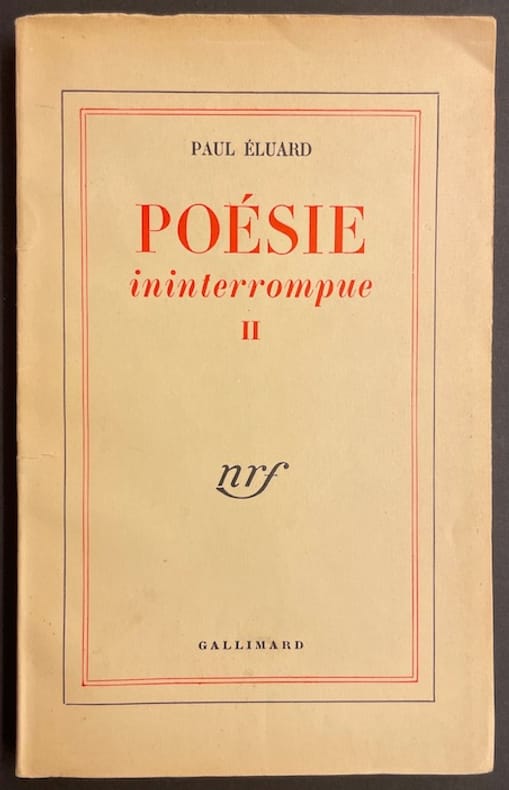 PAUL ÉLUARD
POÉSIE
ininterrompue
II
nrf
GALLIMARD